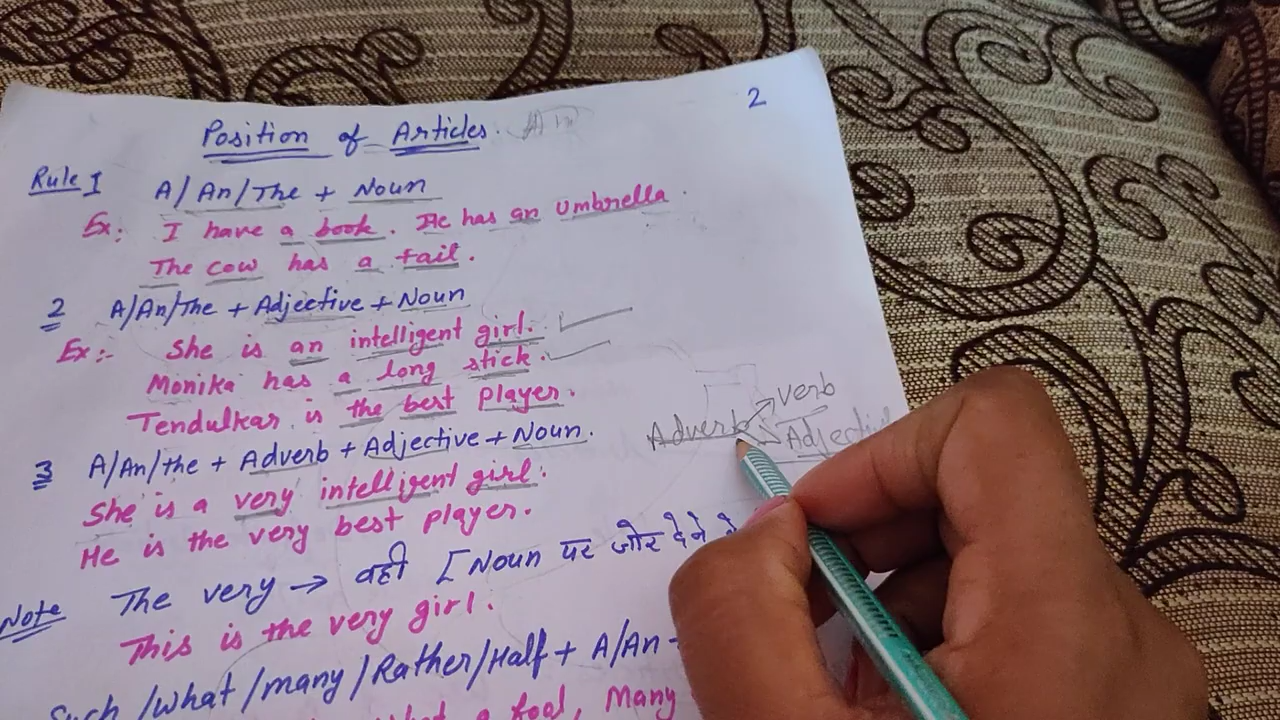 2
Position of Articles.
Rule 1 A/An/The + Noun
Ex: I have a book. He has an umbrella.
The cow has a tail.
2 A/An/The + Adjective + Noun
Ex:- She is an intelligent girl.
Monika has a long stick.
Tendulkar is the best player.
3 A/An/the + Adverb + Adjective + Noun.
She is a very intelligent girl.
He is the very best player.
Adverb
verb
Note The very → वही [Noun पर जोर देने
This is the very girl.
Such/what/many/Rather/Half + A/An
a fool, Many